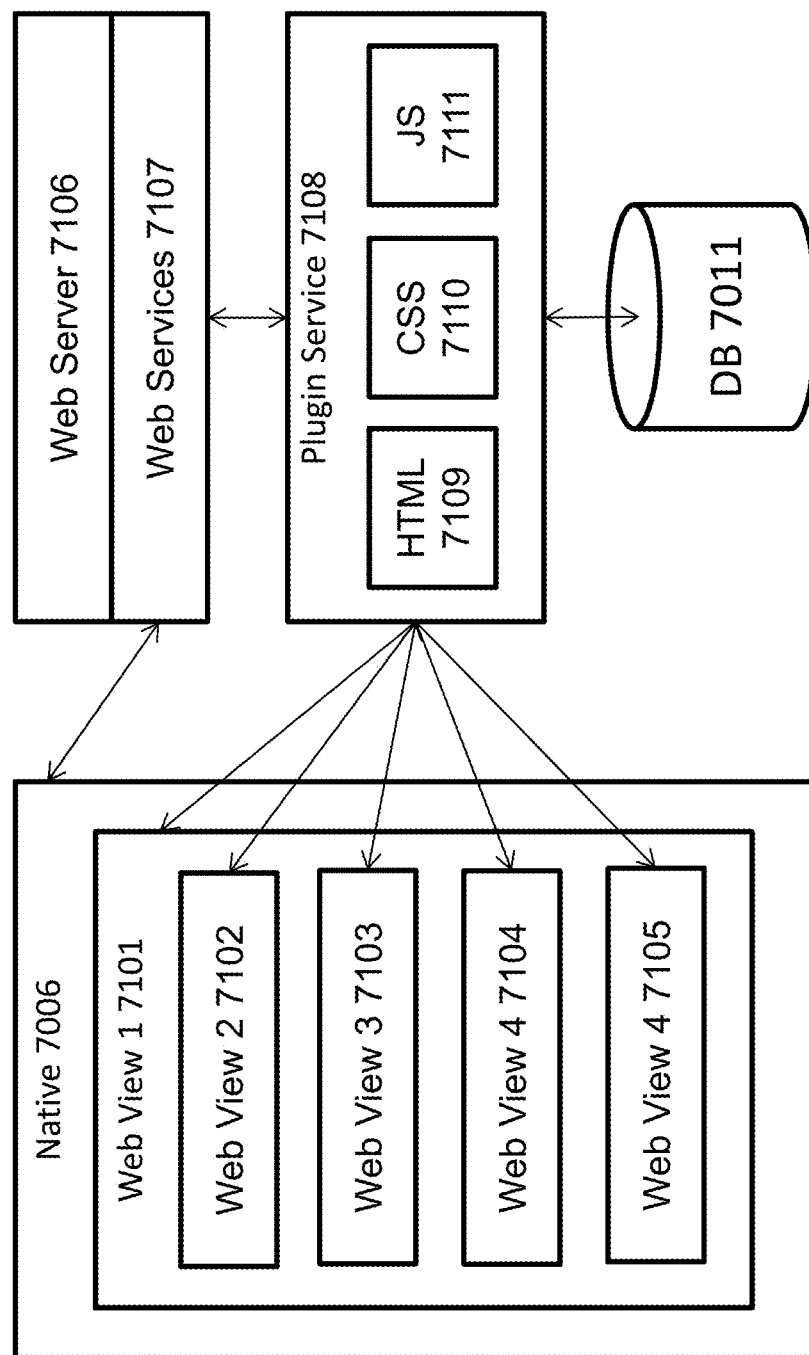 Native 7006
Web View 1 7101
Web View 2 7102
Web View 3 7103
Web View 4 7104
Web View 4 7105
Web Server 7106
Web Services 7107
Plugin Service 7108
HTML
7109
CSS
7110
JS
7111
DB 7011